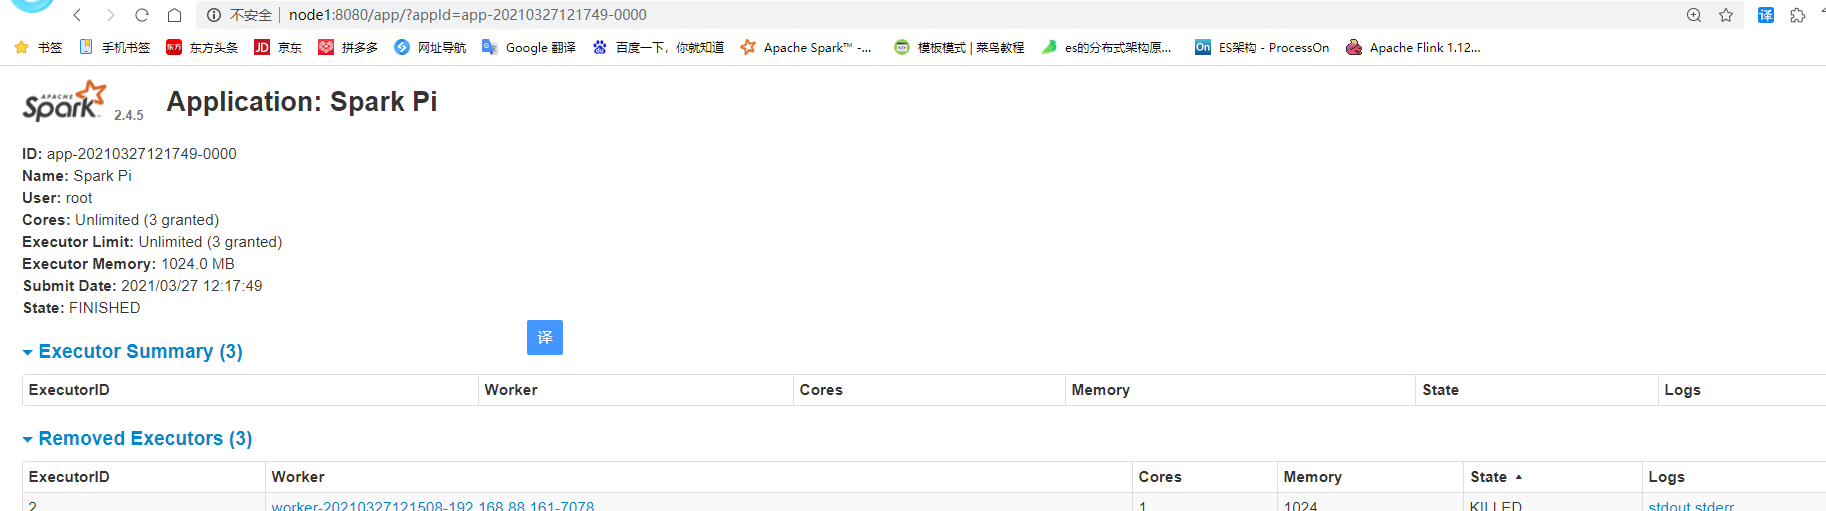 不安全 node1:8080/app/?appId=app-20210327121749-0000 译
书签 手机书签 东方 东方头条 JD 京东 拼多多 网址导航 Google 翻译 百度一下，你就知道 Apache Spark™ -... 模板模式 | 菜鸟教程 es的分布式架构原... On ES架构 - ProcessOn Apache Flink 1.12...
APACHE Spark™ 2.4.5 Application: Spark Pi
ID: app-20210327121749-0000
Name: Spark Pi
User: root
Cores: Unlimited (3 granted)
Executor Limit: Unlimited (3 granted)
Executor Memory: 1024.0 MB
Submit Date: 2021/03/27 12:17:49
State: FINISHED
译
Executor Summary (3)
ExecutorID Worker Cores Memory State Logs
Removed Executors (3)
ExecutorID Worker Cores Memory State Logs
2 worker-20210327121508-192.168.88.161-7078 1 1024 KILLED stdout stderr